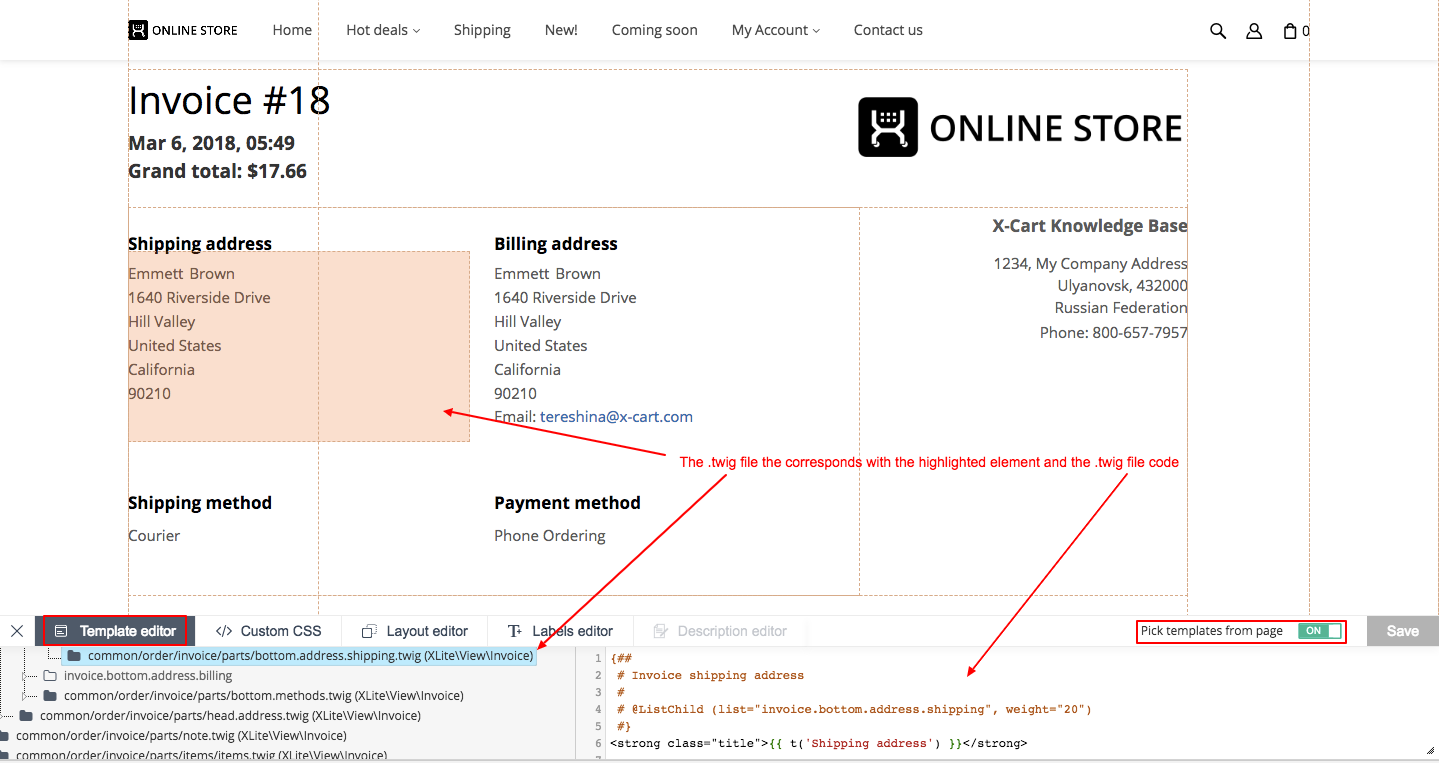 ONLINE STORE Home Hot deals Shipping New! Coming soon My Account Contact us 0
Invoice #18
Mar 6, 2018, 05:49
Grand total: $17.66
ONLINE STORE
Shipping address
Emmett Brown
1640 Riverside Drive
Hill Valley
United States
California
90210
Billing address
Emmett Brown
1640 Riverside Drive
Hill Valley
United States
California
90210
Email: tereshina@x-cart.com
X-Cart Knowledge Base
1234, My Company Address
Ulyanovsk, 432000
Russian Federation
Phone: 800-657-7957
The .twig file the corresponds with the highlighted element and the .twig file code
Shipping method
Courier
Payment method
Phone Ordering
Template editor </> Custom CSS Layout editor Labels editor Description editor Pick templates from page ON Save
common/order/invoice/parts/bottom.address.shipping.twig (XLite\View\Invoice)
invoice.bottom.address.billing
common/order/invoice/parts/bottom.methods.twig (XLite\View\Invoice)
common/order/invoice/parts/head.address.twig (XLite\View\Invoice)
common/order/invoice/parts/note.twig (XLite\View\Invoice)
common/order/invoice/parts/items/items.twig (XLite\View\Invoice)
1 {##
2 # Invoice shipping address
3 #
4 # @ListChild (list="invoice.bottom.address.shipping", weight="20")
5 #}
6 <strong class="title">{{ t('Shipping address') }}</strong>